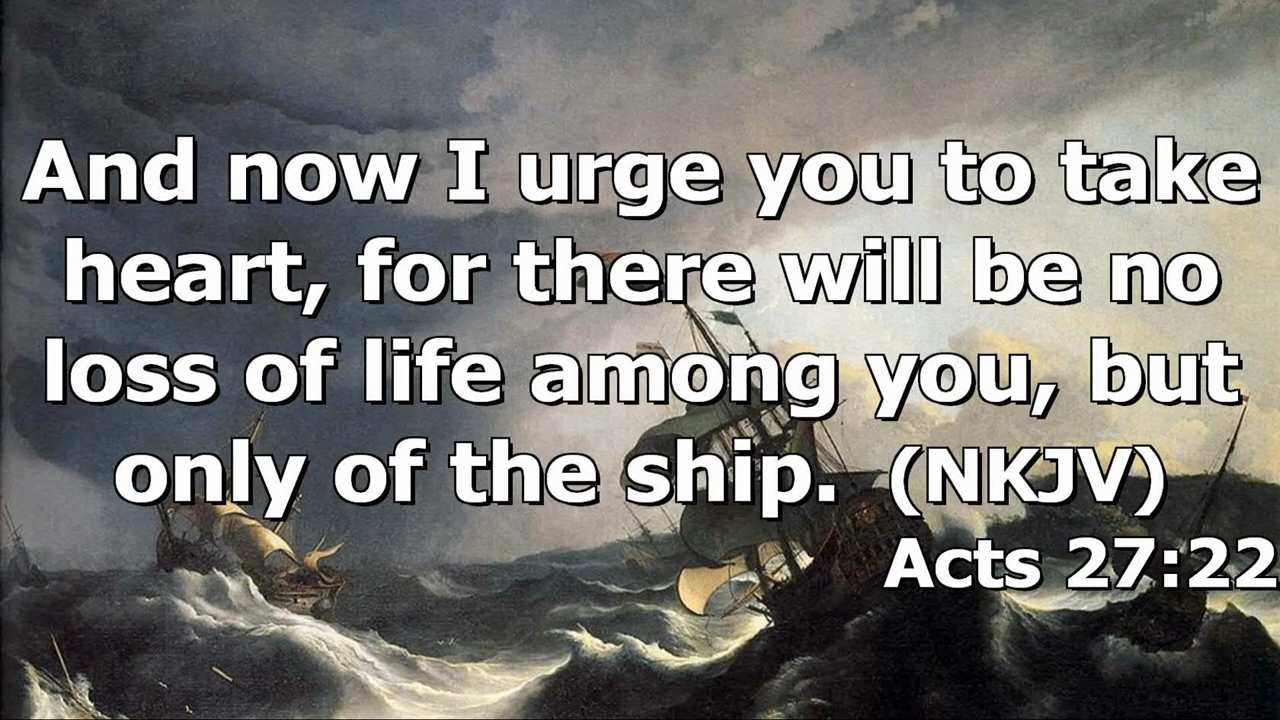 And now I urge you to take
heart, for there will be no
loss of life among you, but
only of the ship. (NKJV)
Acts 27:22